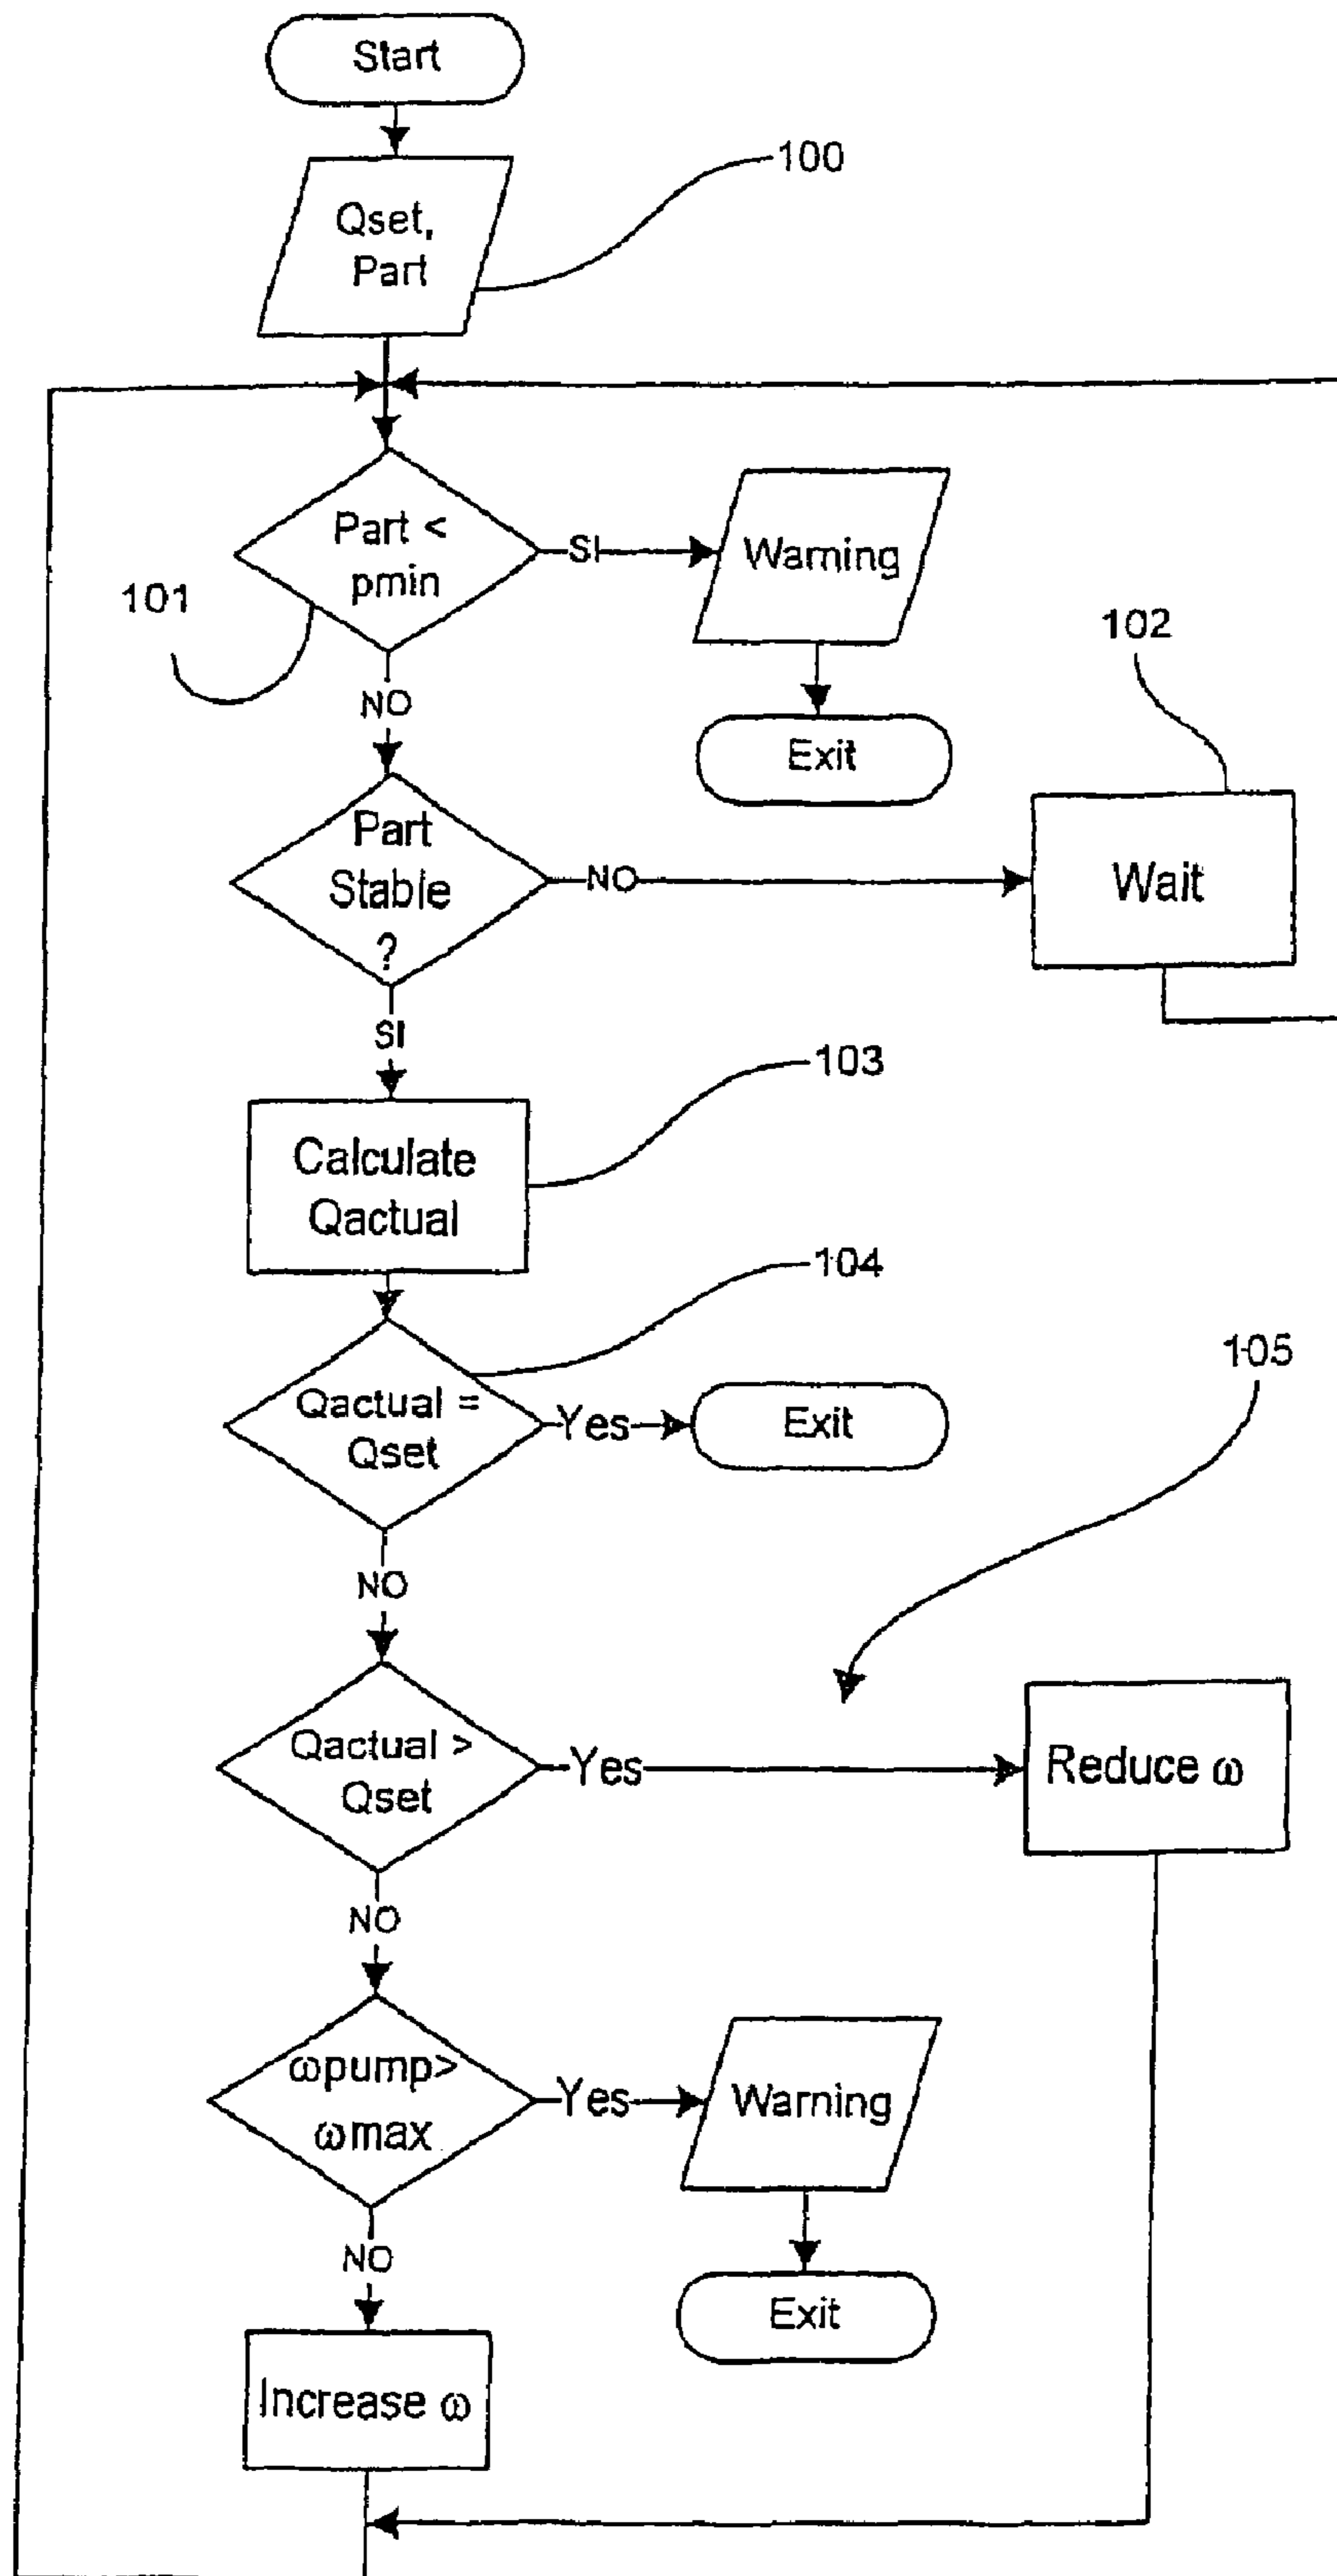 Start
100
Qset,
Part
Part <
pmin
SI
Warning
101
NO
Exit
102
Part
Stable
?
NO
Wait
SI
103
Calculate
Qactual
104
Qactual =
Qset
Yes
Exit
105
NO
Qactual >
Qset
Yes
Reduce ω
NO
ωpump>
ωmax
Yes
Warning
NO
Exit
Increase ω